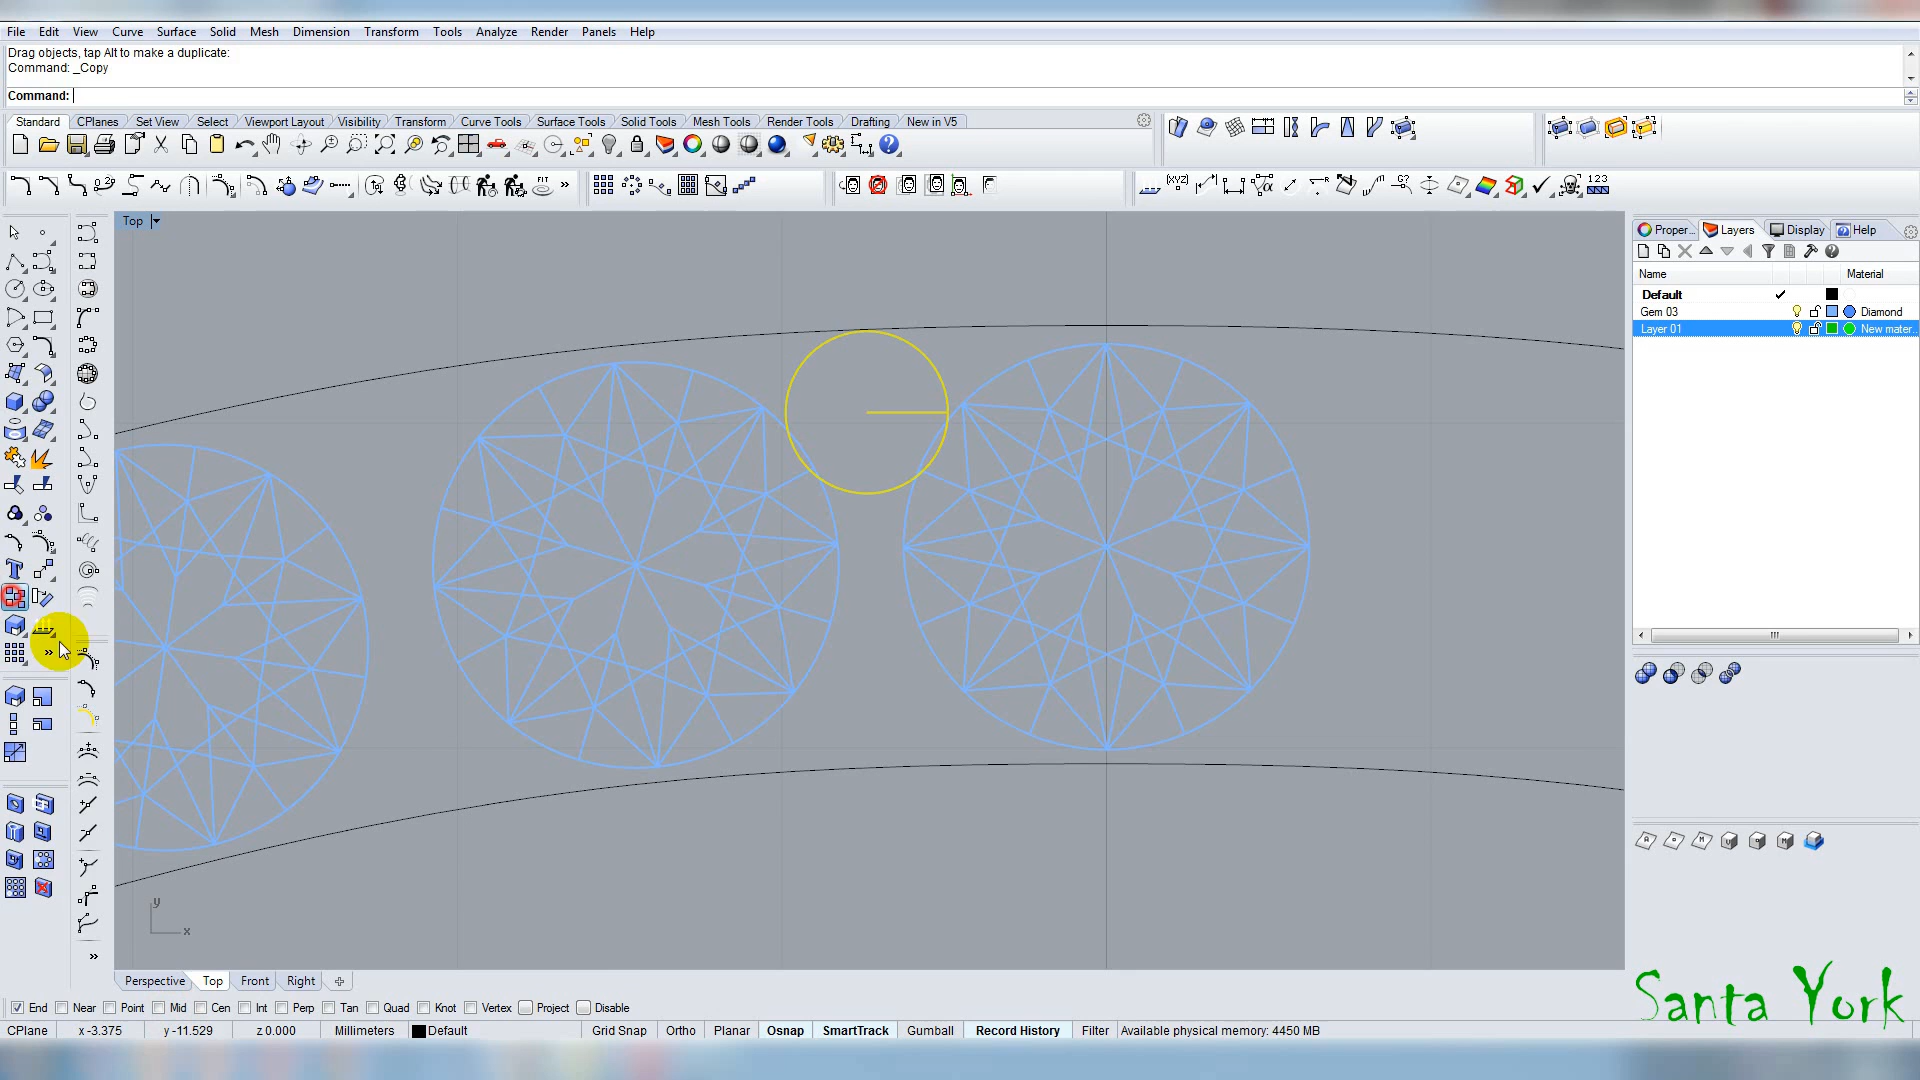 File Edit View Curve Surface Solid Mesh Dimension Transform Tools Analyze Render Panels Help
Drag objects, tap Alt to make a duplicate:
Command: _Copy
Command:
Standard CPlanes Set View Select Viewport Layout Visibility Transform Curve Tools Surface Tools Solid Tools Mesh Tools Render Tools Drafting New in V5
Top
Proper... Layers Display Help
Name Material
Default
Gem 03 Diamond
Layer 01 New mater...
Perspective Top Front Right
End Near Point Mid Cen Int Perp Tan Quad Knot Vertex Project Disable
CPlane x -3.375 y -11.529 z 0.000 Millimeters Default Grid Snap Ortho Planar Osnap SmartTrack Gumball Record History Filter Available physical memory: 4450 MB
y
x
Santa York